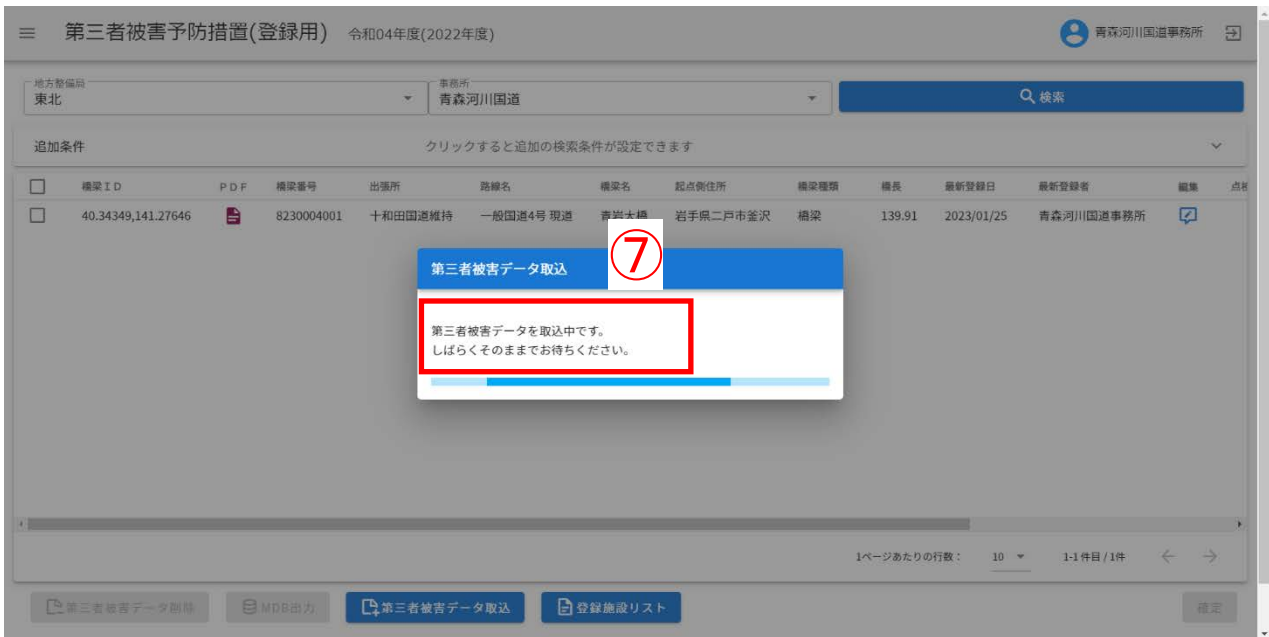 第三者被害予防措置(登録用) 令和04年度(2022年度) 青森河川国道事務所
地方整備局 事務所
東北 青森河川国道 検索
追加条件 クリックすると追加の検索条件が設定できます
橋梁ID PDF 橋梁番号 出張所 路線名 橋梁名 起点側住所 橋梁種類 橋長 最新登録日 最新登録者 編集 点検
40.34349,141.27646 8230004001 十和田国道維持 一般国道4号 現道 青岩大橋 岩手県二戸市釜沢 橋梁 139.91 2023/01/25 青森河川国道事務所
第三者被害データ取込 ⑦
第三者被害データを取込中です。
しばらくそのままでお待ちください。
1ページあたりの行数: 10 1-1 件目 / 1件
第三者被害データ削除 MDB出力 第三者被害データ取込 登録施設リスト 確定